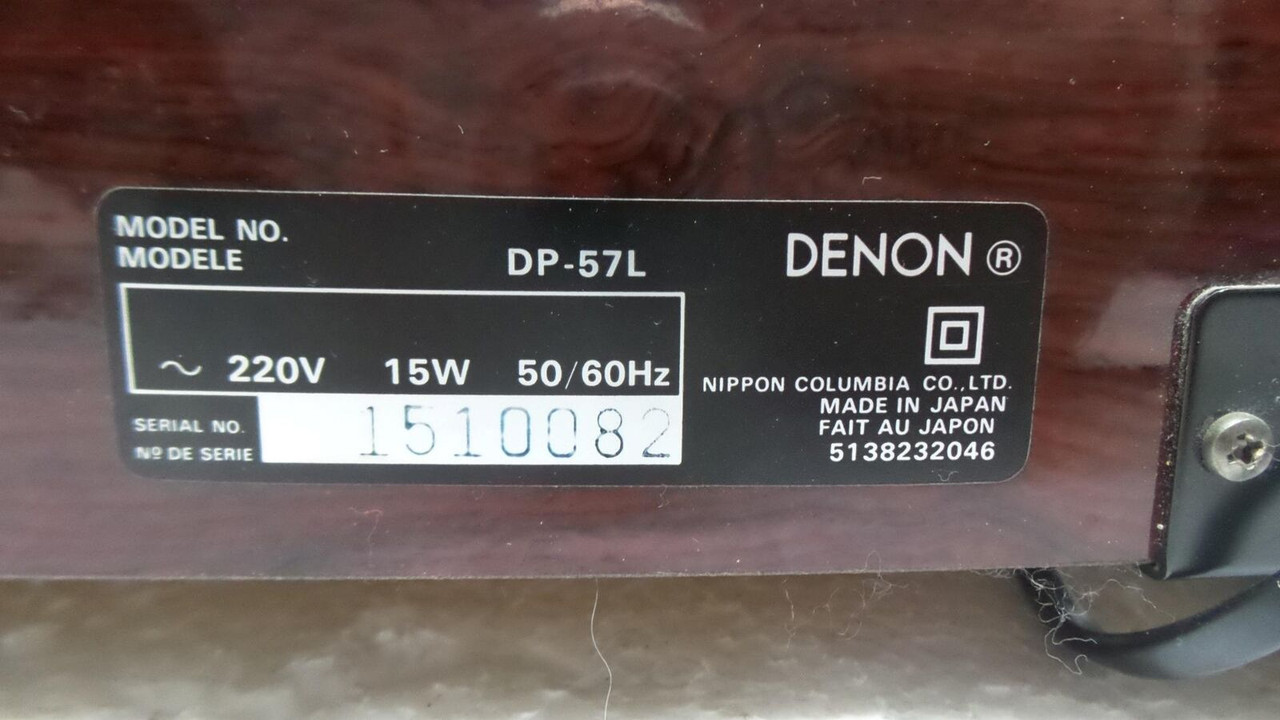 MODEL NO.
MODELE
DP-57L
~ 220V 15W 50/60Hz
SERIAL NO.
Nº DE SERIE
1510082
DENON ®
NIPPON COLUMBIA CO.,LTD.
MADE IN JAPAN
FAIT AU JAPON
5138232046